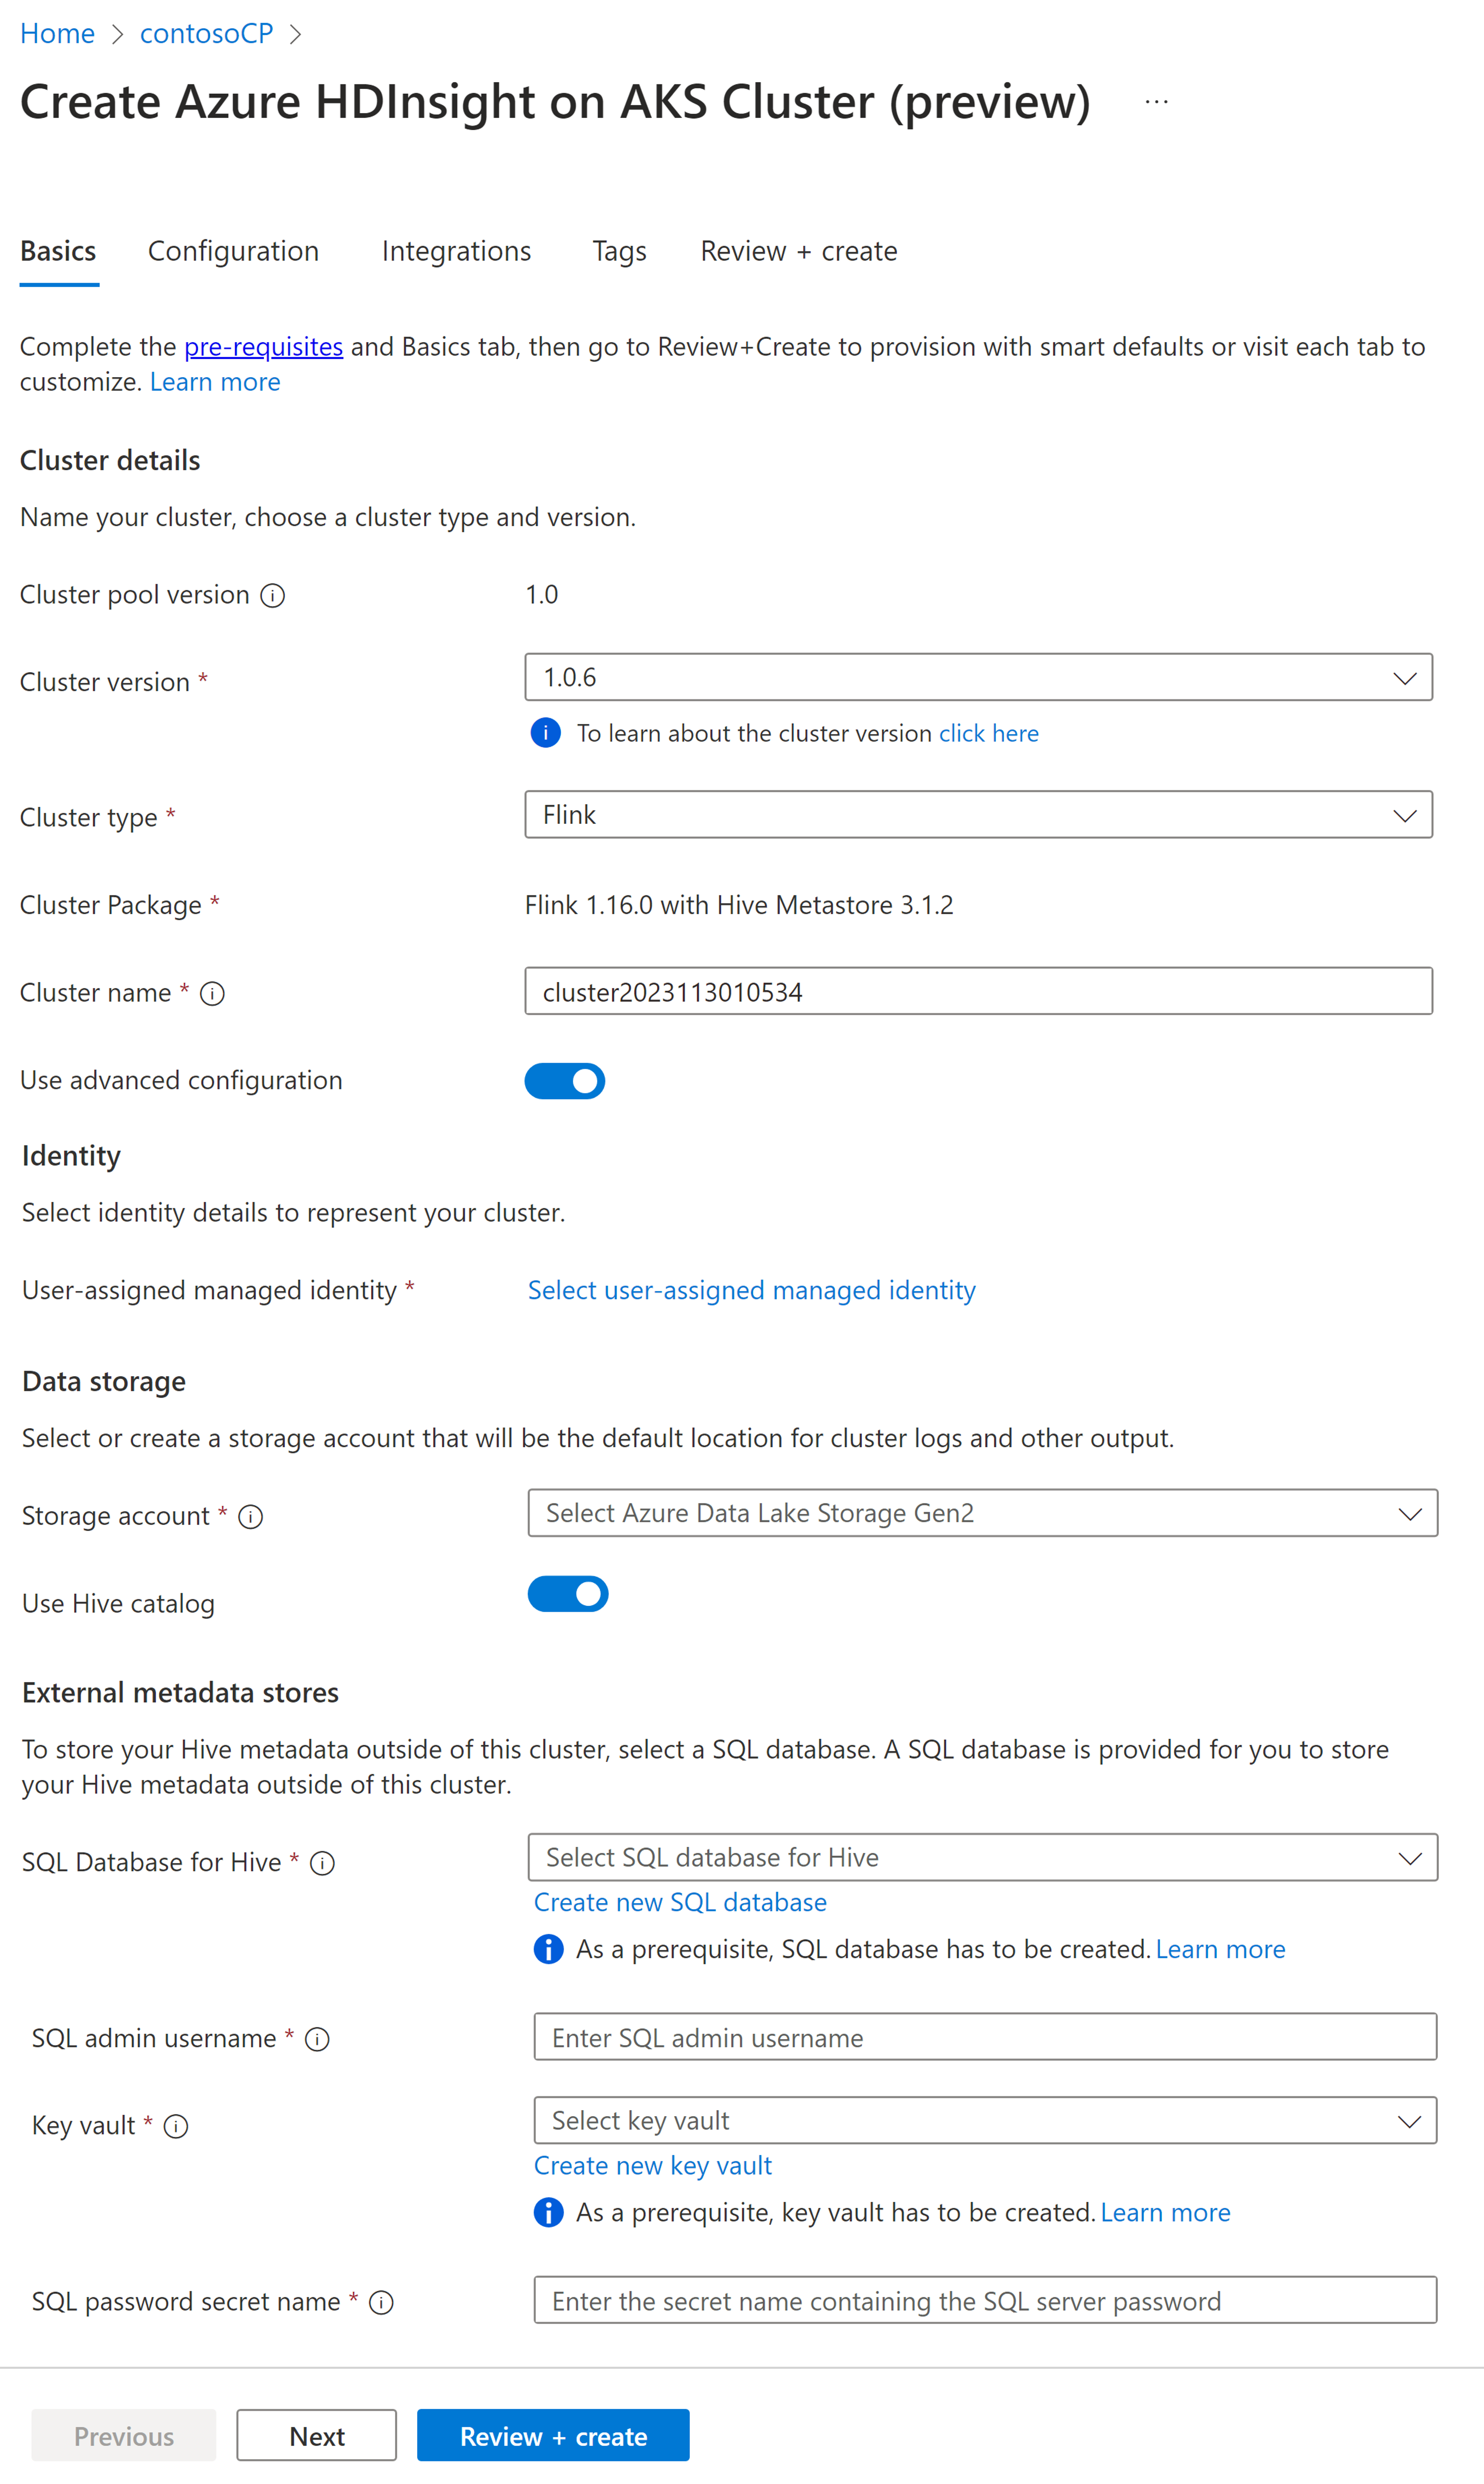 Home > contosoCP >
Create Azure HDInsight on AKS Cluster (preview) ...
Basics Configuration Integrations Tags Review + create
Complete the pre-requisites and Basics tab, then go to Review+Create to provision with smart defaults or visit each tab to
customize. Learn more
Cluster details
Name your cluster, choose a cluster type and version.
Cluster pool version 1.0
Cluster version * 1.0.6
To learn about the cluster version click here
Cluster type * Flink
Cluster Package * Flink 1.16.0 with Hive Metastore 3.1.2
Cluster name * cluster2023113010534
Use advanced configuration
Identity
Select identity details to represent your cluster.
User-assigned managed identity * Select user-assigned managed identity
Data storage
Select or create a storage account that will be the default location for cluster logs and other output.
Storage account * Select Azure Data Lake Storage Gen2
Use Hive catalog
External metadata stores
To store your Hive metadata outside of this cluster, select a SQL database. A SQL database is provided for you to store
your Hive metadata outside of this cluster.
SQL Database for Hive * Select SQL database for Hive
Create new SQL database
As a prerequisite, SQL database has to be created. Learn more
SQL admin username * Enter SQL admin username
Key vault * Select key vault
Create new key vault
As a prerequisite, key vault has to be created. Learn more
SQL password secret name * Enter the secret name containing the SQL server password
Previous Next Review + create